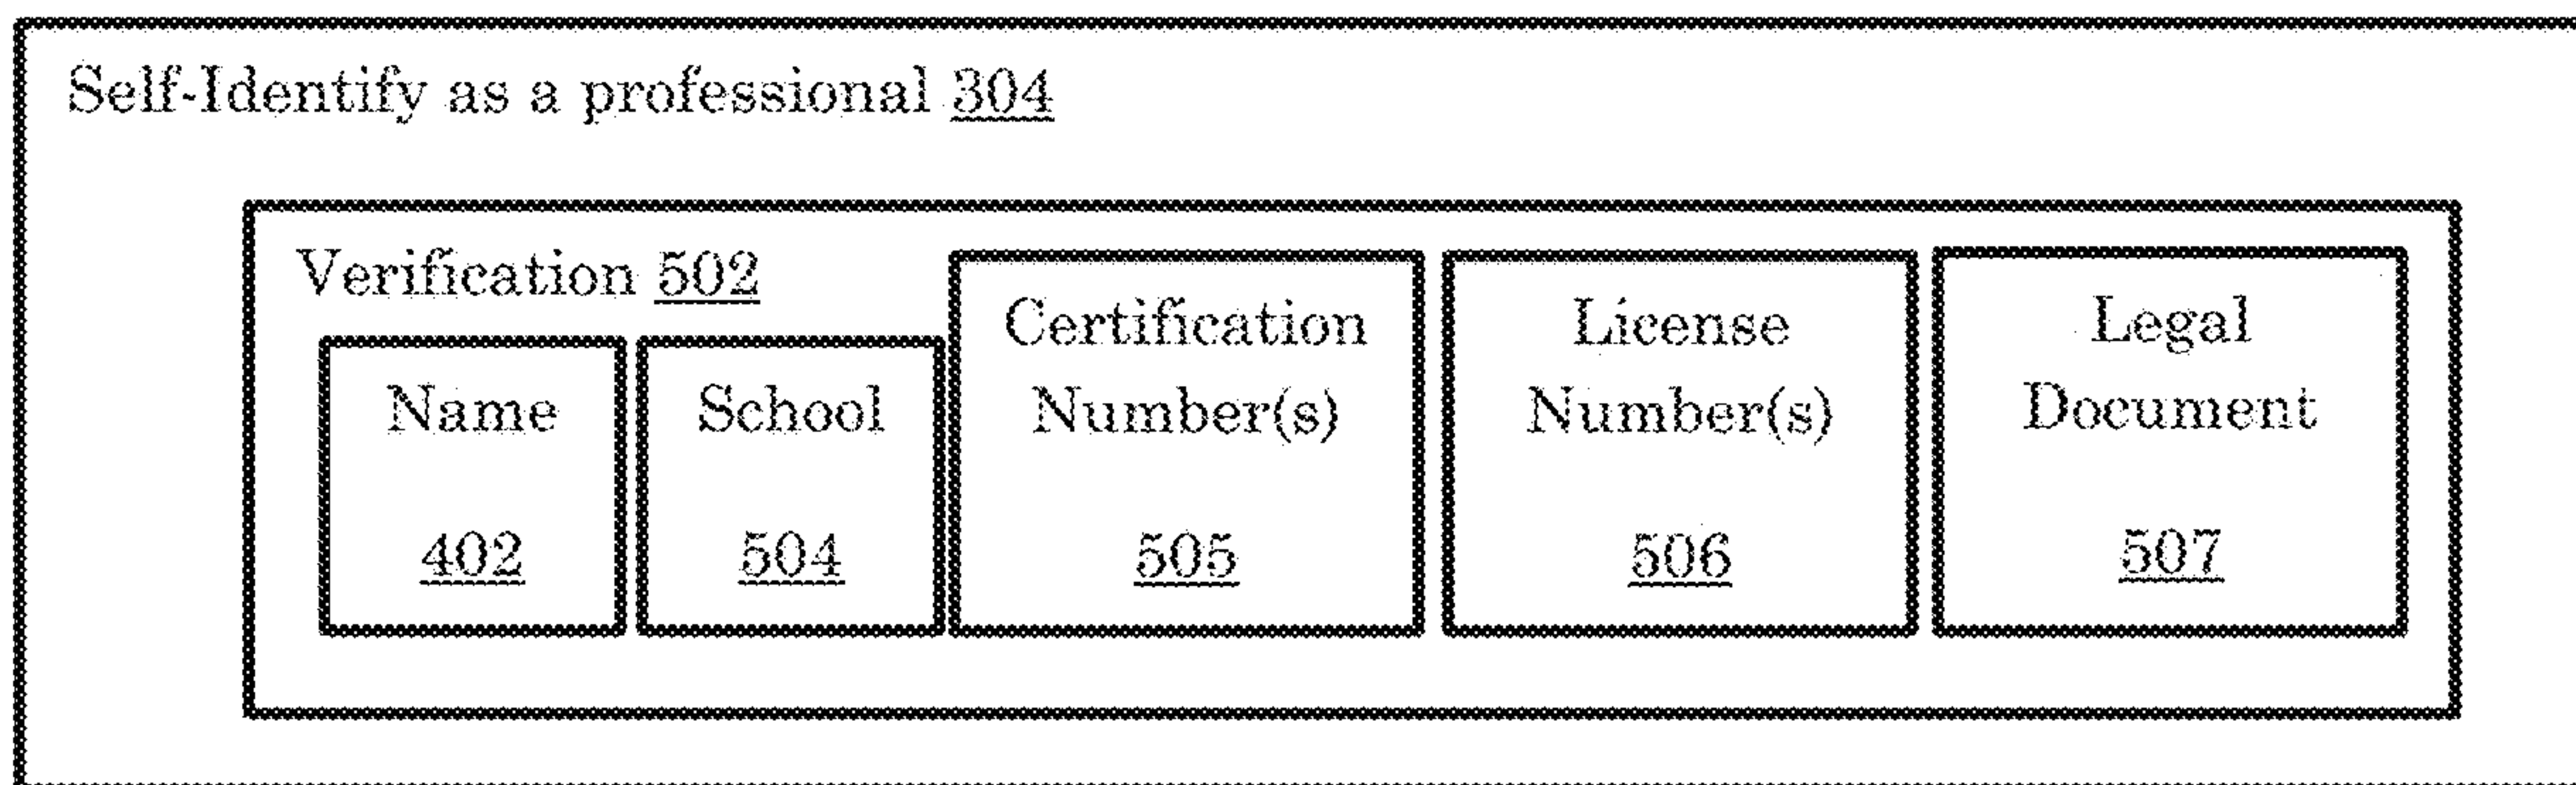 Self-Identify as a professional 304
Verification 502
Name
402
School
504
Certification
Number(s)
505
License
Number(s)
506
Legal
Document
507